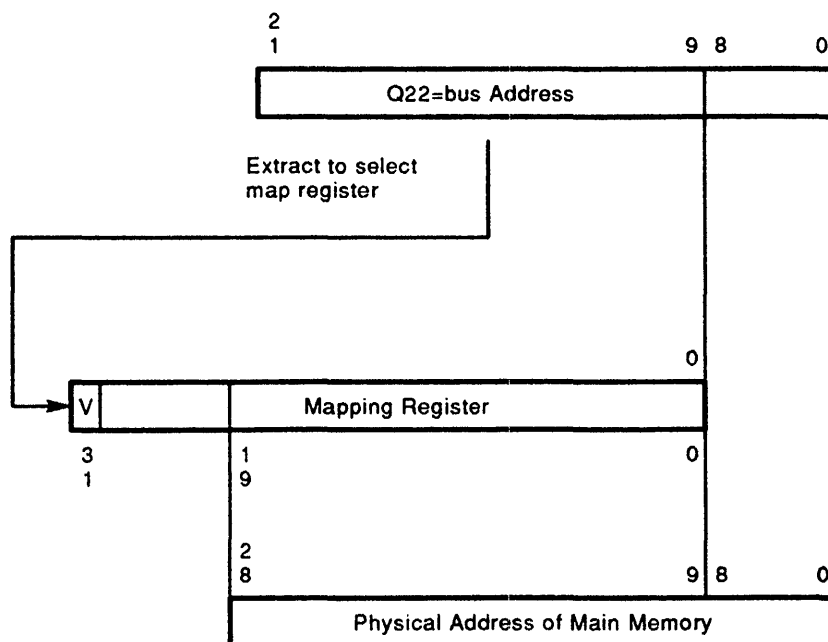 2
1 9 8 0
Q22=bus Address
Extract to select
map register
0
V Mapping Register
3 1 0
1 9
2
8 9 8 0
Physical Address of Main Memory